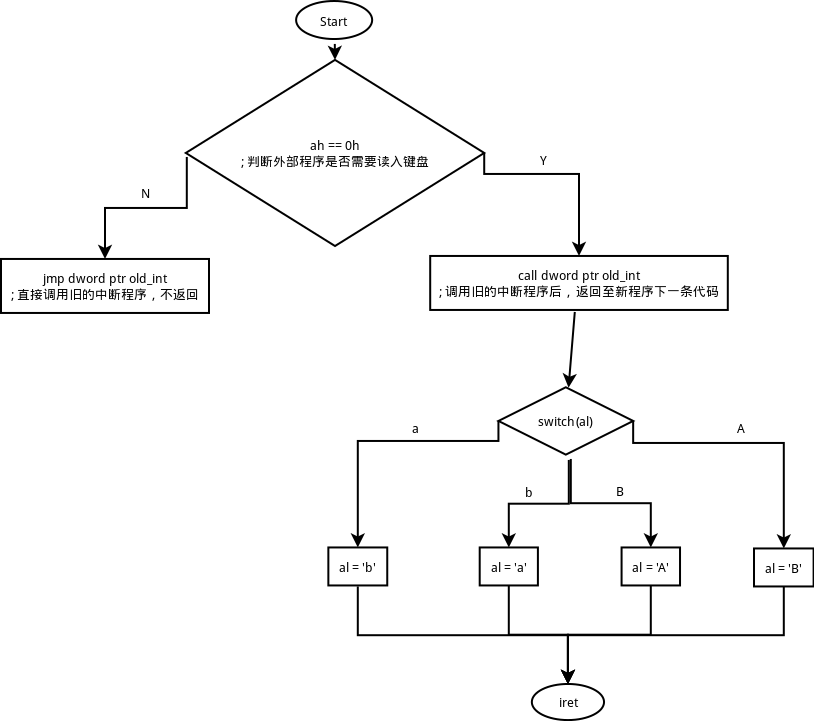 Start
ah == 0h
; 判断外部程序是否需要读入键盘
Y
N
jmp dword ptr old_int
; 直接调用旧的中断程序，不返回
call dword ptr old_int
; 调用旧的中断程序后，返回至新程序下一条代码
switch(al)
a
A
b
B
al = 'b'
al = 'a'
al = 'A'
al = 'B'
iret